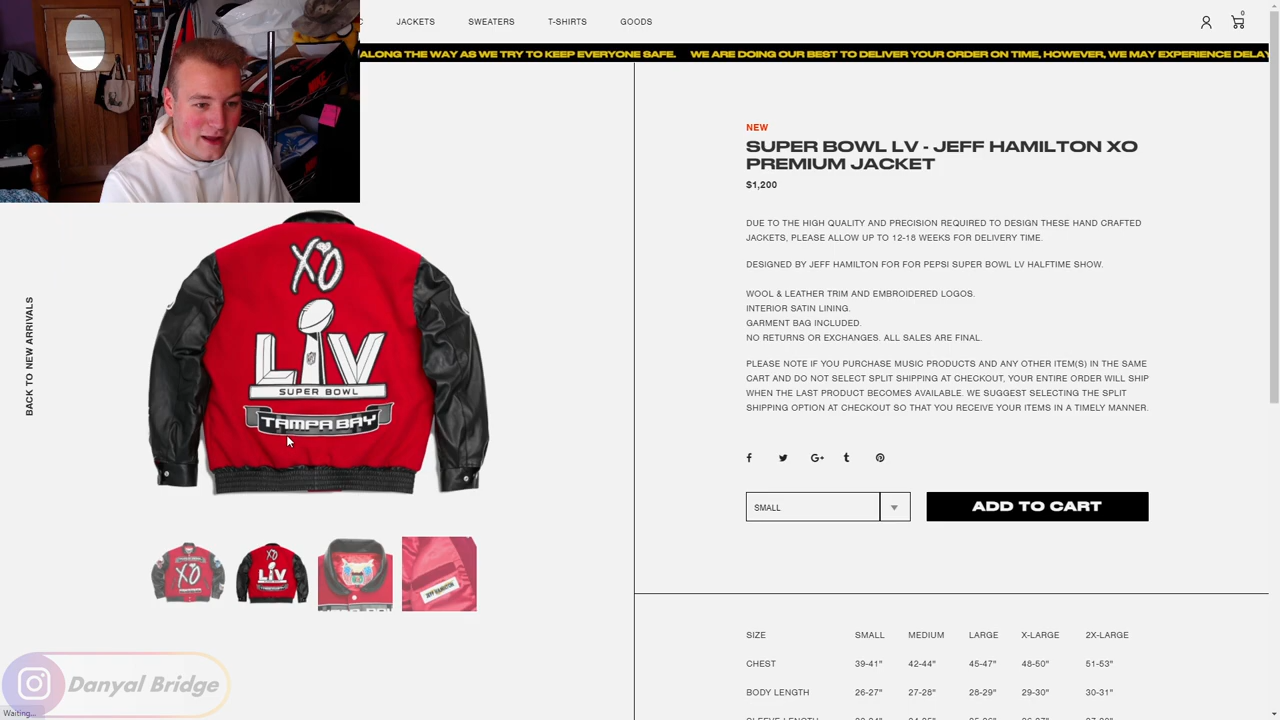 JACKETS SWEATERS T-SHIRTS GOODS
0
ALONG THE WAY AS WE TRY TO KEEP EVERYONE SAFE. WE ARE DOING OUR BEST TO DELIVER YOUR ORDER ON TIME, HOWEVER, WE MAY EXPERIENCE DELAY
BACK TO NEW ARRIVALS
XO
LIV
SUPER BOWL
TAMPA BAY
NEW
SUPER BOWL LV - JEFF HAMILTON XO
PREMIUM JACKET
$1,200
DUE TO THE HIGH QUALITY AND PRECISION REQUIRED TO DESIGN THESE HAND CRAFTED
JACKETS, PLEASE ALLOW UP TO 12-18 WEEKS FOR DELIVERY TIME.
DESIGNED BY JEFF HAMILTON FOR FOR PEPSI SUPER BOWL LV HALFTIME SHOW.
WOOL & LEATHER TRIM AND EMBROIDERED LOGOS.
INTERIOR SATIN LINING.
GARMENT BAG INCLUDED.
NO RETURNS OR EXCHANGES. ALL SALES ARE FINAL.
PLEASE NOTE IF YOU PURCHASE MUSIC PRODUCTS AND ANY OTHER ITEM(S) IN THE SAME
CART AND DO NOT SELECT SPLIT SHIPPING AT CHECKOUT, YOUR ENTIRE ORDER WILL SHIP
WHEN THE LAST PRODUCT BECOMES AVAILABLE. WE SUGGEST SELECTING THE SPLIT
SHIPPING OPTION AT CHECKOUT SO THAT YOU RECEIVE YOUR ITEMS IN A TIMELY MANNER.
SMALL
ADD TO CART
XO
XO
LIV
JEFF HAMILTON
SIZE SMALL MEDIUM LARGE X-LARGE 2X-LARGE
CHEST 39-41" 42-44" 45-47" 48-50" 51-53"
BODY LENGTH 26-27" 27-28" 28-29" 29-30" 30-31"
Danyal Bridge
Waiting...